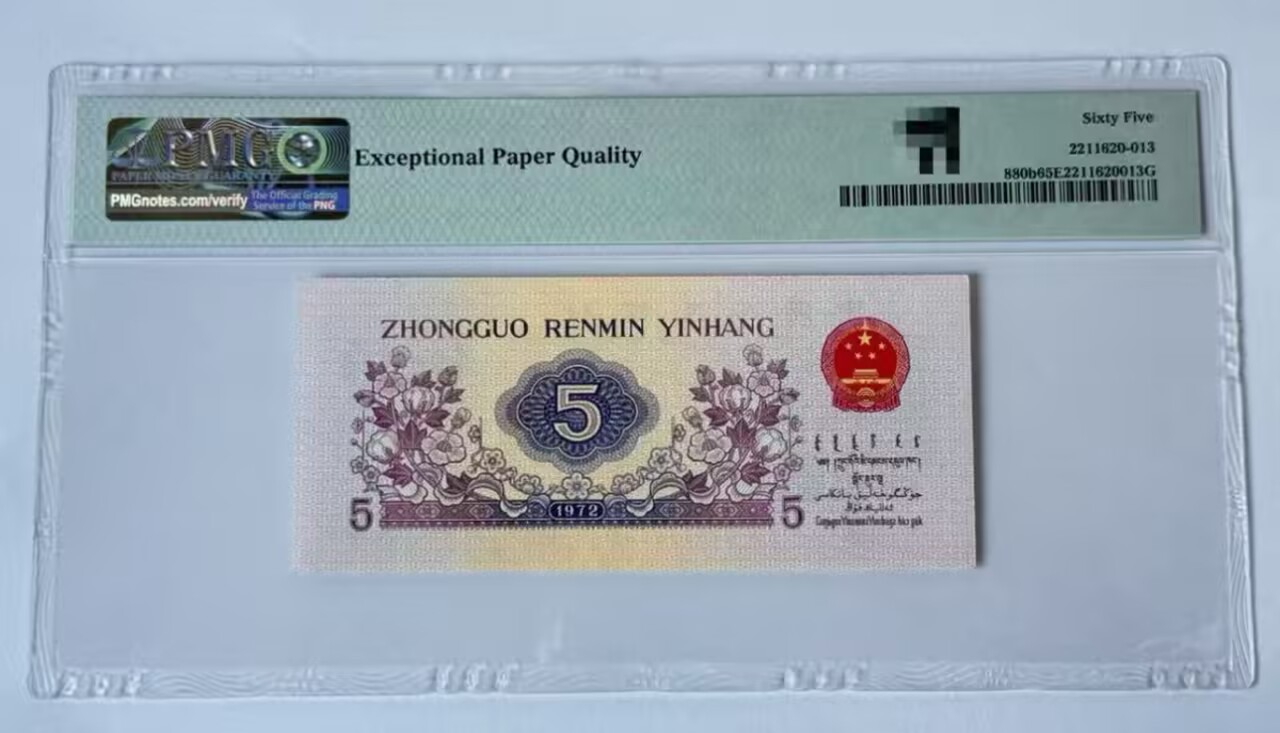 PMG
PAPER MONEY GUARANTY
PMGnotes.com/verify
The Official Grading
Service of the PNG
Exceptional Paper Quality
Sixty Five
2211620-013
880b65E2211620013G
ZHONGGUO RENMIN YINHANG
5
5
1972
5